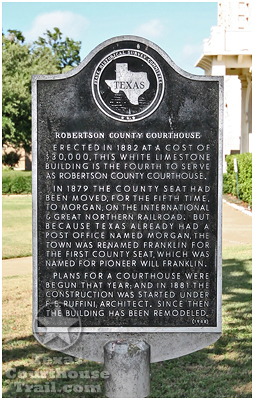 STATE HISTORICAL SURVEY COMMITTEE
TEXAS
ROBERTSON COUNTY COURTHOUSE
ERECTED IN 1882 AT A COST OF
$30,000, THIS WHITE LIMESTONE
BUILDING IS THE FOURTH TO SERVE
AS ROBERTSON COUNTY COURTHOUSE.
IN 1879 THE COUNTY SEAT HAD
BEEN MOVED, FOR THE FIFTH TIME,
TO MORGAN, ON THE INTERNATIONAL
& GREAT NORTHERN RAILROAD. BUT
BECAUSE TEXAS ALREADY HAD A
POST OFFICE NAMED MORGAN, THE
TOWN WAS RENAMED FRANKLIN FOR
THE FIRST COUNTY SEAT, WHICH WAS
NAMED FOR PIONEER WILL FRANKLIN.
PLANS FOR A COURTHOUSE WERE
BEGUN THAT YEAR; AND IN 1881 THE
CONSTRUCTION WAS STARTED UNDER
F. E. RUFFINI, ARCHITECT. SINCE THEN
THE BUILDING HAS BEEN REMODELED.
Texas
Courthouse
Trail.com